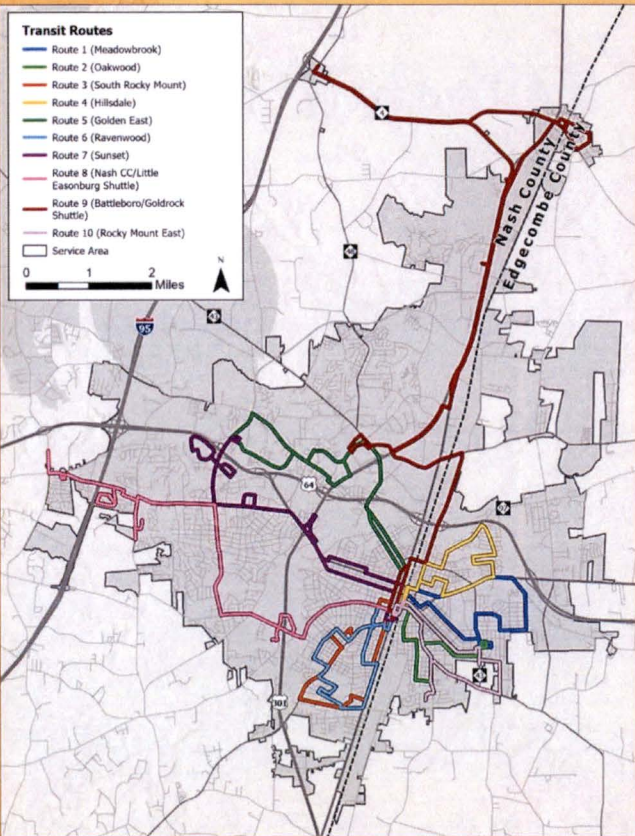 Transit Routes
Route 1 (Meadowbrook)
Route 2 (Oakwood)
Route 3 (South Rocky Mount)
Route 4 (Hillsdale)
Route 5 (Golden East)
Route 6 (Ravenwood)
Route 7 (Sunset)
Route 8 (Nash CC/Little
Easonburg Shuttle)
Route 9 (Battleboro/Goldrock
Shuttle)
Route 10 (Rocky Mount East)
Service Area
0 1 2
Miles
N
4
Nash County
Edgecombe County
95
64
301